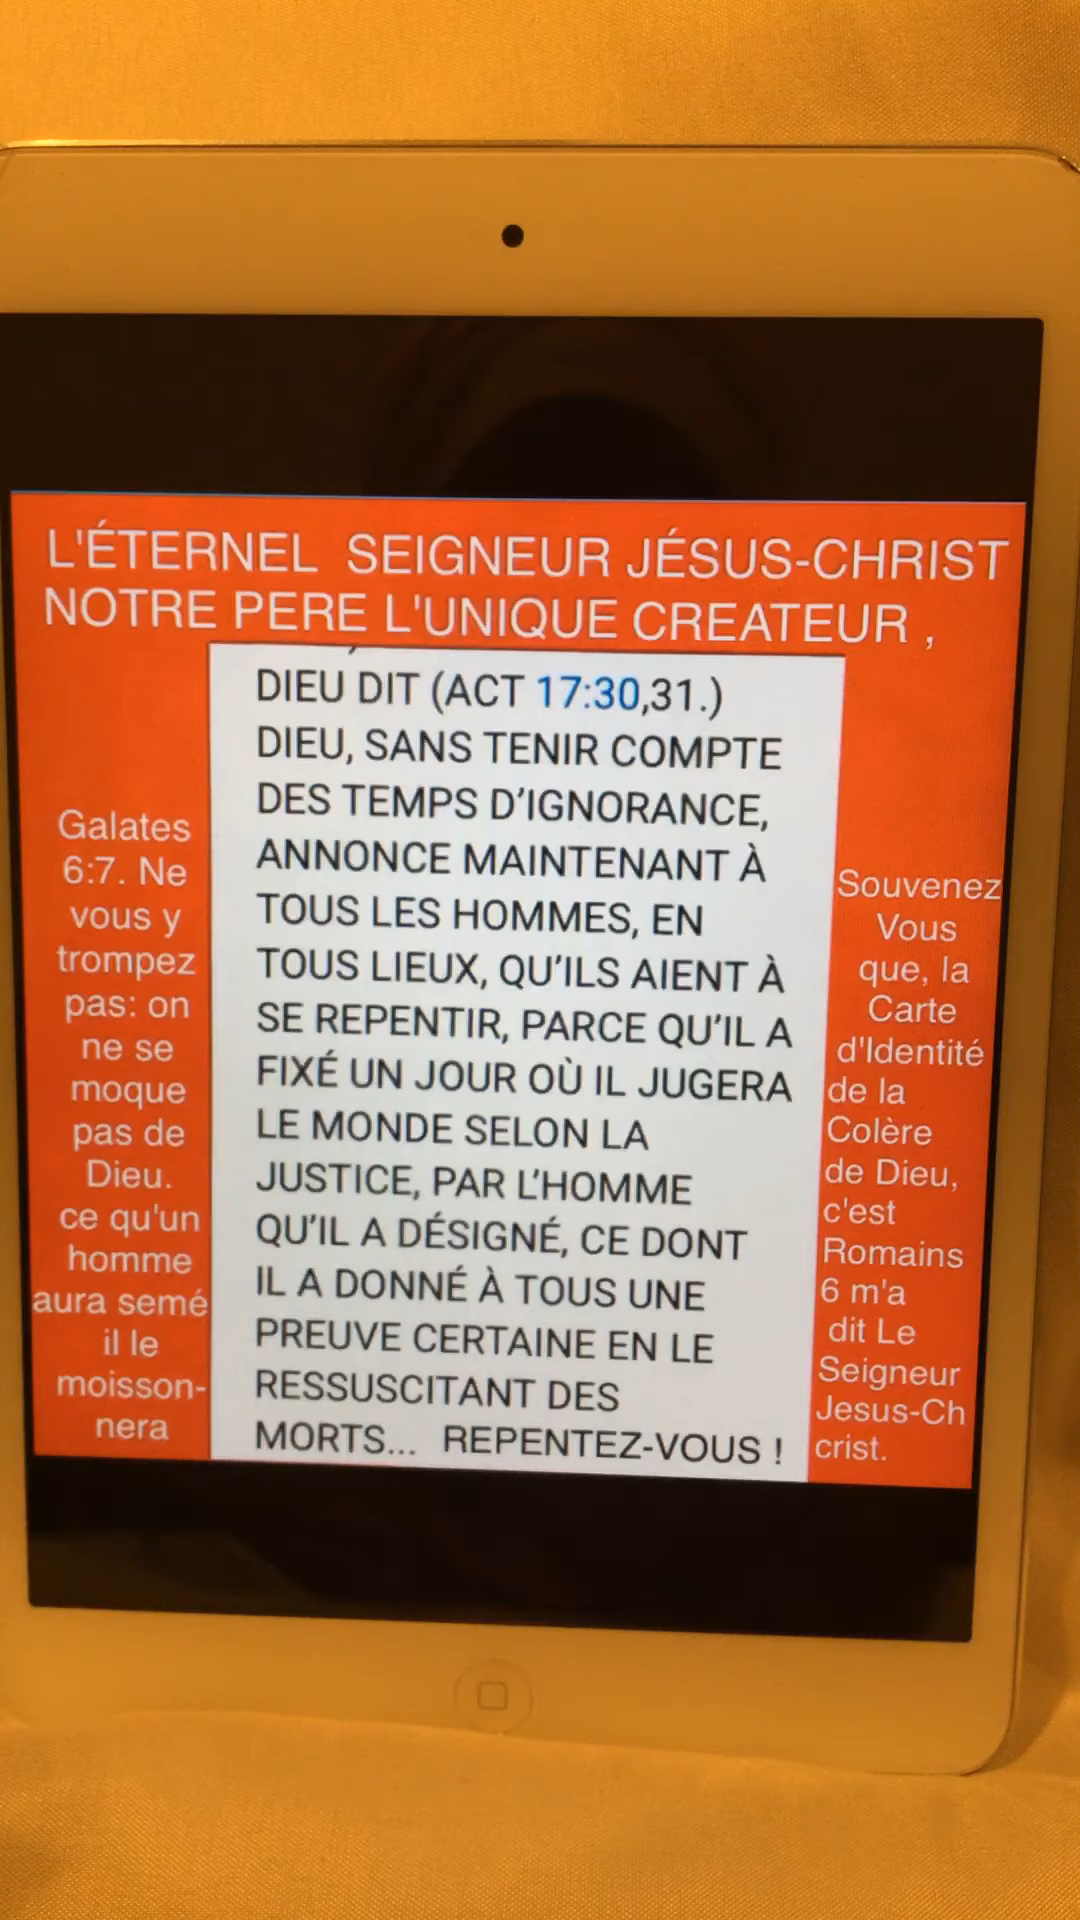 L'ÉTERNEL SEIGNEUR JÉSUS-CHRIST
NOTRE PERE L'UNIQUE CREATEUR ,
DIEU DIT (ACT 17:30,31.)
DIEU, SANS TENIR COMPTE
DES TEMPS D'IGNORANCE,
ANNONCE MAINTENANT À
TOUS LES HOMMES, EN
TOUS LIEUX, QU'ILS AIENT À
SE REPENTIR, PARCE QU'IL A
FIXÉ UN JOUR OÙ IL JUGERA
LE MONDE SELON LA
JUSTICE, PAR L'HOMME
QU'IL A DÉSIGNÉ, CE DONT
IL A DONNÉ À TOUS UNE
PREUVE CERTAINE EN LE
RESSUSCITANT DES
MORTS... REPENTEZ-VOUS !
Galates
6:7. Ne
vous y
trompez
pas: on
ne se
moque
pas de
Dieu.
ce qu'un
homme
aura semé
il le
moisson-
nera
Souvenez
Vous
que, la
Carte
d'Identité
de la
Colère
de Dieu,
c'est
Romains
6 m'a
dit Le
Seigneur
Jesus-Ch
crist.